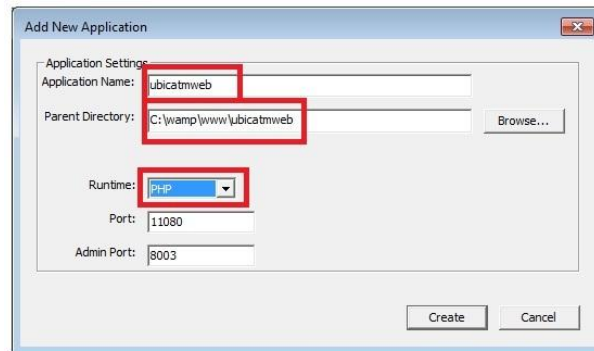 Add New Application
Application Settings
Application Name: ubicatmweb
Parent Directory: C:\wamp\www\ubicatmweb Browse...
Runtime: PHP
Port: 11080
Admin Port: 8003
Create Cancel